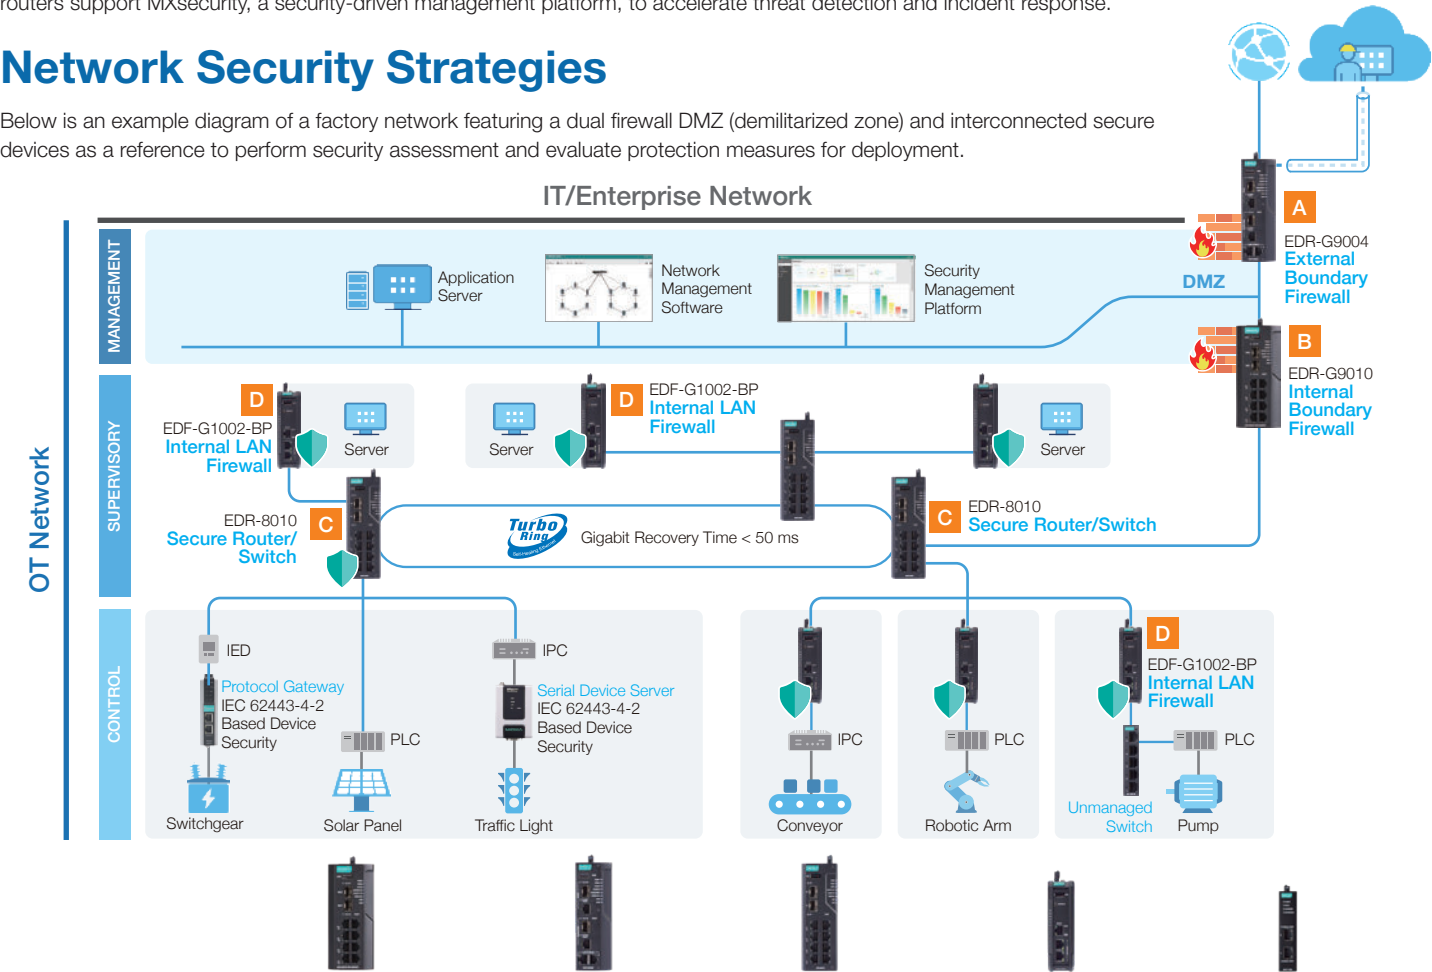 routers support MXsecurity, a security-driven management platform, to accelerate threat detection and incident response.
Network Security Strategies
Below is an example diagram of a factory network featuring a dual firewall DMZ (demilitarized zone) and interconnected secure
devices as a reference to perform security assessment and evaluate protection measures for deployment.
IT/Enterprise Network
A
EDR-G9004
External
Boundary
Firewall
DMZ
B
EDR-G9010
Internal
Boundary
Firewall
OT Network
MANAGEMENT
Application
Server
Network
Management
Software
Security
Management
Platform
SUPERVISORY
D
EDF-G1002-BP
Internal LAN
Firewall
Server
Server
D
EDF-G1002-BP
Internal LAN
Firewall
Server
EDR-8010
Secure Router/
Switch
C
Turbo
Ring
Self-Healing Ethernet
Gigabit Recovery Time < 50 ms
C
EDR-8010
Secure Router/Switch
CONTROL
IED
Protocol Gateway
IEC 62443-4-2
Based Device
Security
Switchgear
PLC
Solar Panel
IPC
Serial Device Server
IEC 62443-4-2
Based Device
Security
Traffic Light
IPC
Conveyor
PLC
Robotic Arm
D
EDF-G1002-BP
Internal LAN
Firewall
PLC
Unmanaged
Switch
Pump